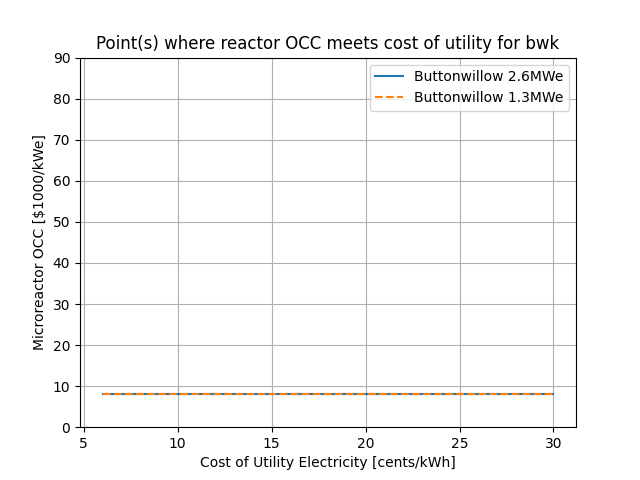 Point(s) where reactor OCC meets cost of utility for bwk
Buttonwillow 2.6MWe
Buttonwillow 1.3MWe
Microreactor OCC [$1000/kWe]
90
80
70
60
50
40
30
20
10
0
5 10 15 20 25 30
Cost of Utility Electricity [cents/kWh]